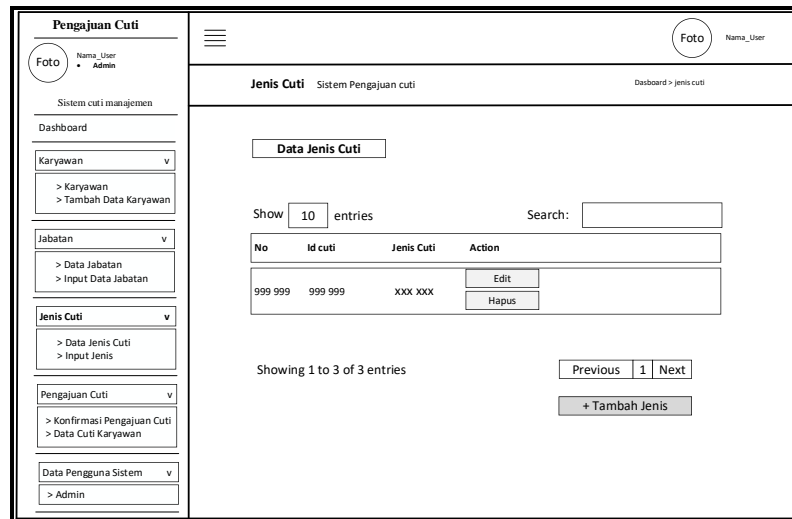 Pengajuan Cuti
Foto
Nama_User
• Admin
Sistem cuti manajemen
Dashboard
Karyawan v
> Karyawan
> Tambah Data Karyawan
Jabatan v
> Data Jabatan
> Input Data Jabatan
Jenis Cuti v
> Data Jenis Cuti
> Input Jenis
Pengajuan Cuti v
> Konfirmasi Pengajuan Cuti
> Data Cuti Karyawan
Data Pengguna Sistem v
> Admin
Foto Nama_User
Jenis Cuti Sistem Pengajuan cuti
Dasboard > jenis cuti
Data Jenis Cuti
Show 10 entries
Search:
No Id cuti Jenis Cuti Action
999 999 999 999 XXX XXX
Edit
Hapus
Showing 1 to 3 of 3 entries
Previous 1 Next
+ Tambah Jenis